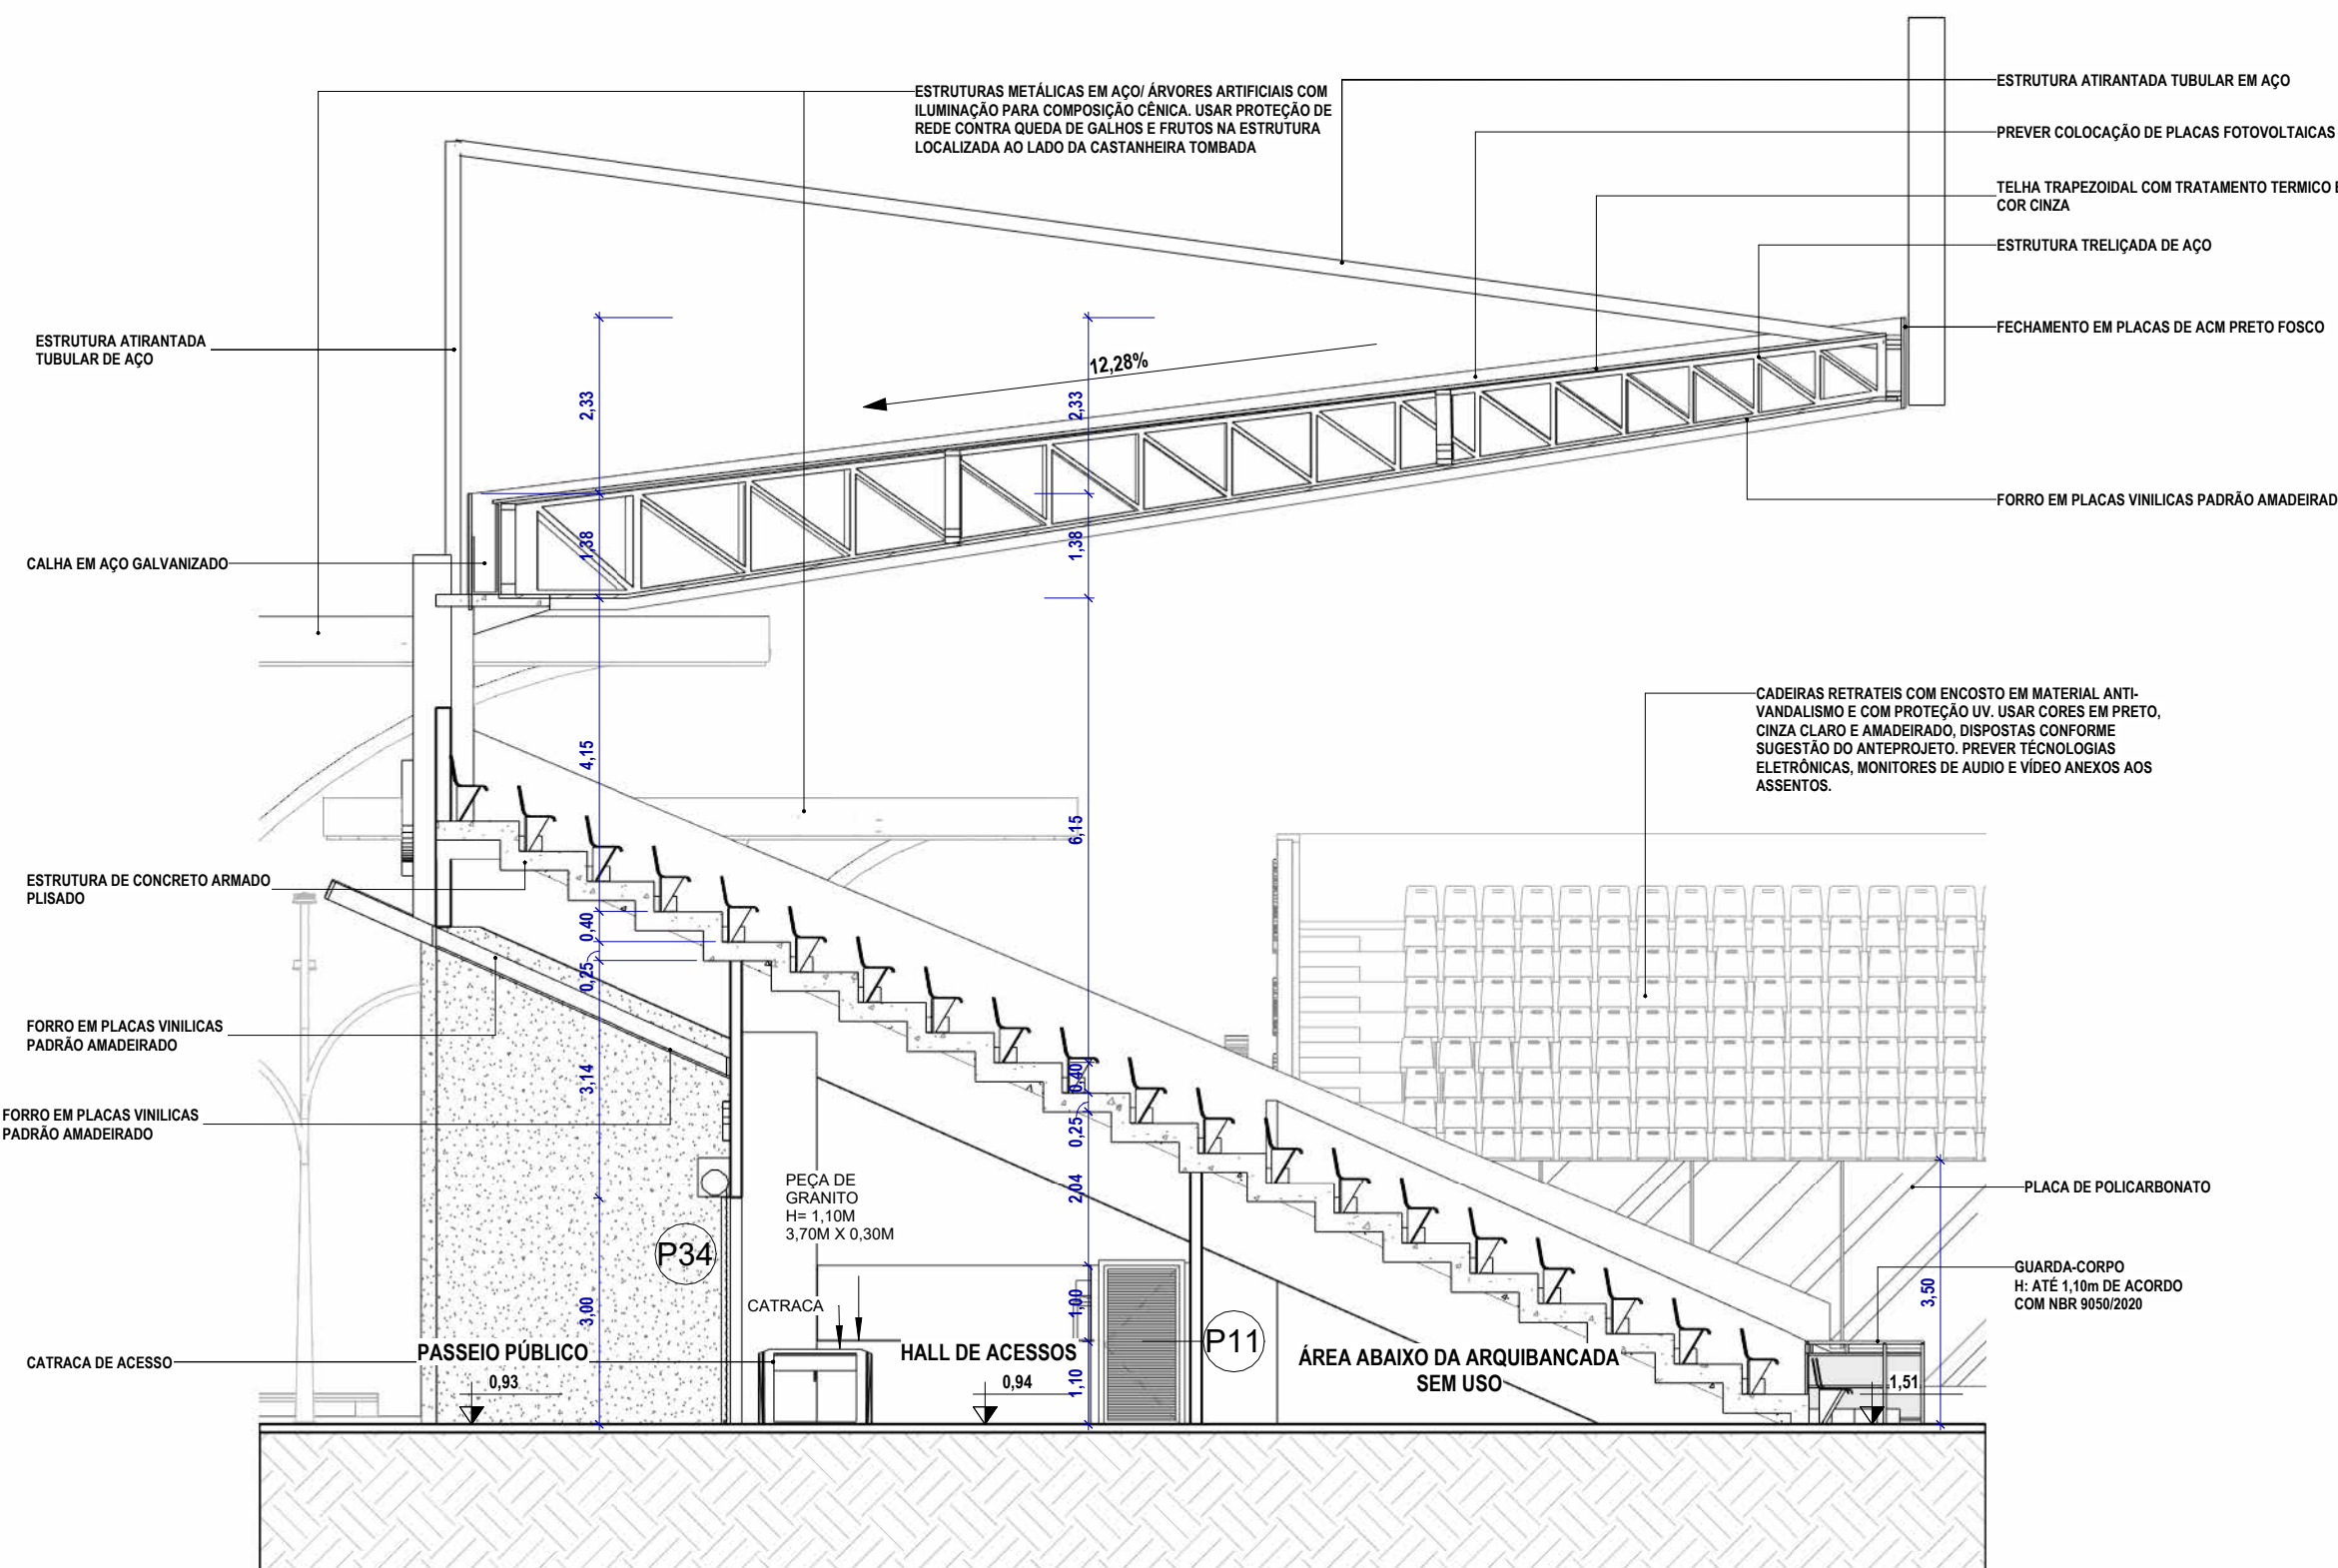 ESTRUTURAS METÁLICAS EM AÇO/ ÁRVORES ARTIFICIAIS COM
ILUMINAÇÃO PARA COMPOSIÇÃO CÊNICA. USAR PROTEÇÃO DE
REDE CONTRA QUEDA DE GALHOS E FRUTOS NA ESTRUTURA
LOCALIZADA AO LADO DA CASTANHEIRA TOMBADA
ESTRUTURA ATIRANTADA TUBULAR EM AÇO
PREVER COLOCAÇÃO DE PLACAS FOTOVOLTAICAS
TELHA TRAPEZOIDAL COM TRATAMENTO TERMICO E
COR CINZA
ESTRUTURA TRELIÇADA DE AÇO
FECHAMENTO EM PLACAS DE ACM PRETO FOSCO
ESTRUTURA ATIRANTADA
TUBULAR DE AÇO
12,28%
2,33
2,33
FORRO EM PLACAS VINILICAS PADRÃO AMADEIRAD
1,38
1,38
CALHA EM AÇO GALVANIZADO
CADEIRAS RETRATEIS COM ENCOSTO EM MATERIAL ANTI-
VANDALISMO E COM PROTEÇÃO UV. USAR CORES EM PRETO,
CINZA CLARO E AMADEIRADO, DISPOSTAS CONFORME
SUGESTÃO DO ANTEPROJETO. PREVER TÉCNOLOGIAS
ELETRÔNICAS, MONITORES DE AUDIO E VÍDEO ANEXOS AOS
ASSENTOS.
4,15
6,15
ESTRUTURA DE CONCRETO ARMADO
PLISADO
0,40
0,25
FORRO EM PLACAS VINILICAS
PADRÃO AMADEIRADO
3,14
0,40
0,25
FORRO EM PLACAS VINILICAS
PADRÃO AMADEIRADO
2,04
PEÇA DE
GRANITO
H= 1,10M
3,70M X 0,30M
PLACA DE POLICARBONATO
P34
GUARDA-CORPO
H: ATÉ 1,10m DE ACORDO
COM NBR 9050/2020
3,50
3,00
CATRACA
1,00
P11
CATRACA DE ACESSO
PASSEIO PÚBLICO
HALL DE ACESSOS
ÁREA ABAIXO DA ARQUIBANCADA
SEM USO
0,93
0,94
1,10
1,51